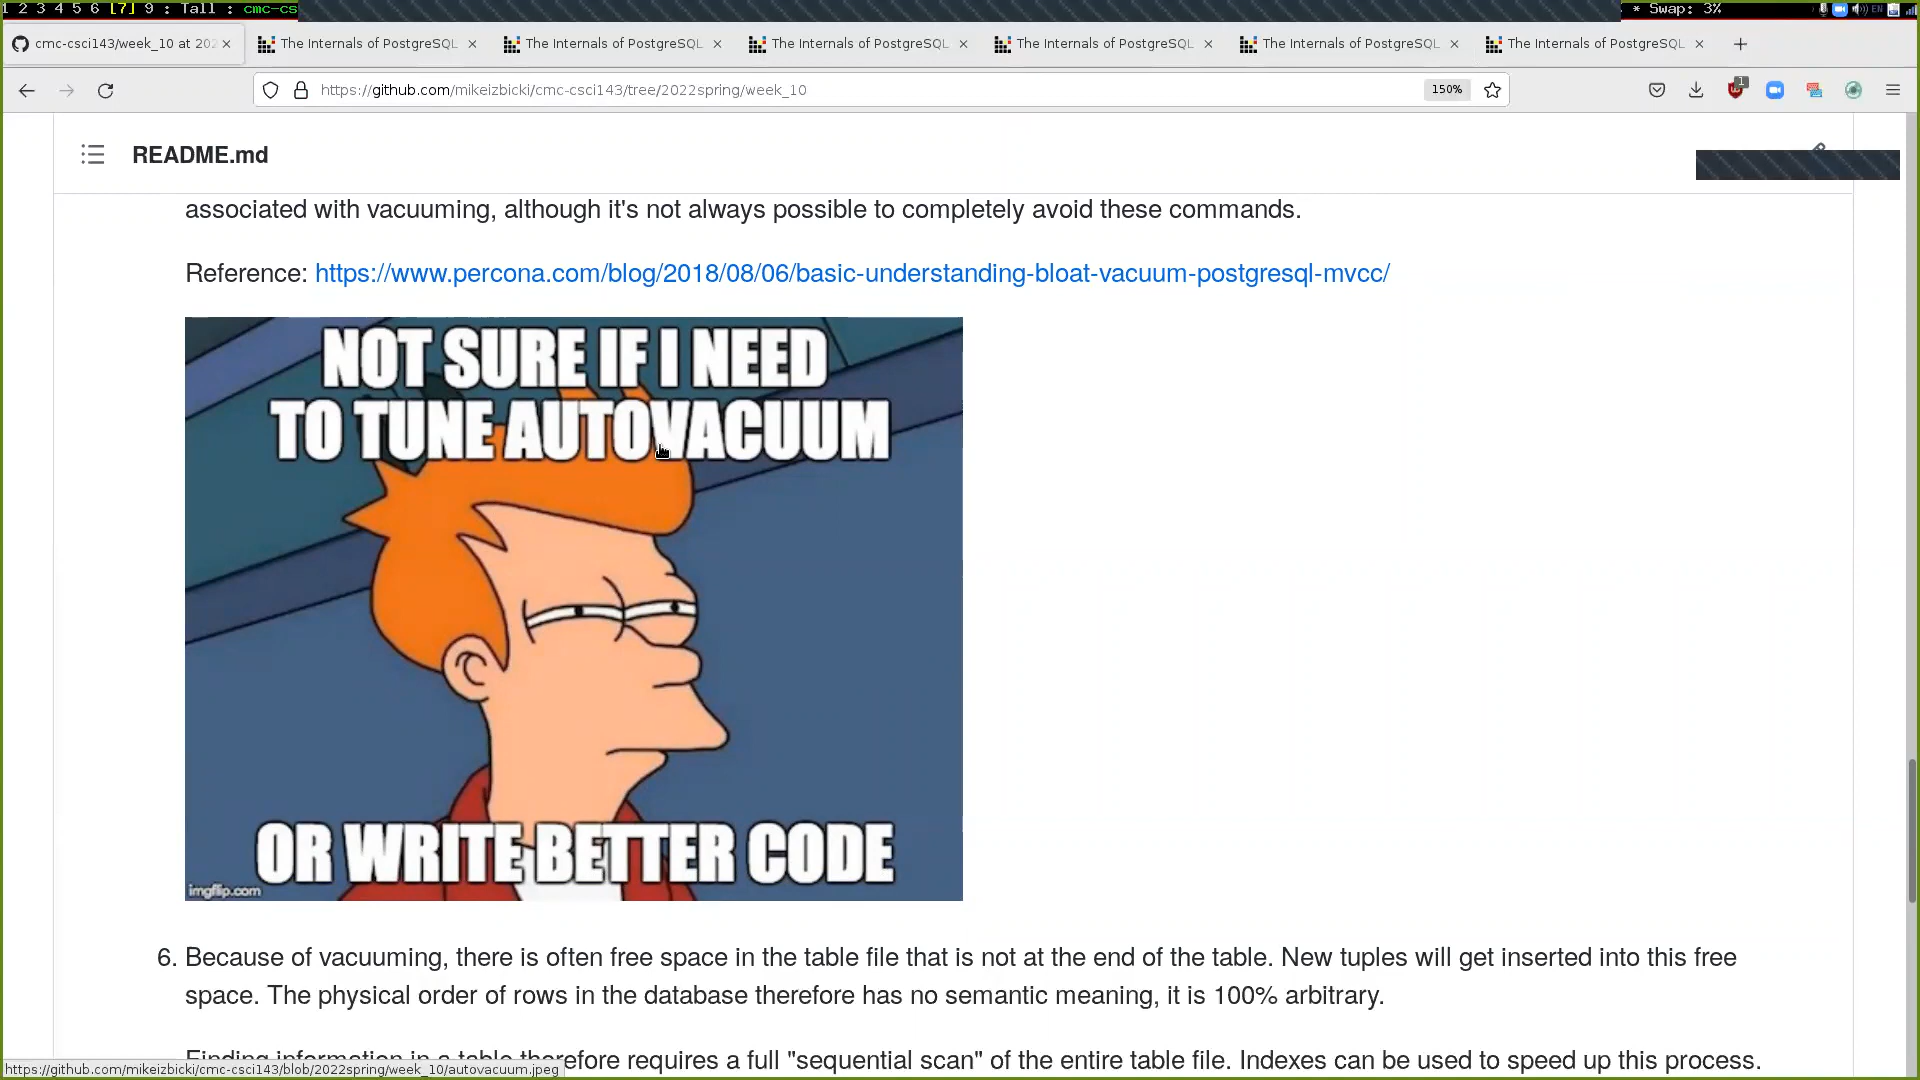 1 2 3 4 5 6 [7] 9 : Tall : cmc-cs
* Swap: 3%
EN
cmc-csci143/week_10 at 202
The Internals of PostgreSQL
The Internals of PostgreSQL
The Internals of PostgreSQL
The Internals of PostgreSQL
The Internals of PostgreSQL
The Internals of PostgreSQL
https://github.com/mikeizbicki/cmc-csci143/tree/2022spring/week_10
150%
1
README.md
associated with vacuuming, although it's not always possible to completely avoid these commands.
Reference: https://www.percona.com/blog/2018/08/06/basic-understanding-bloat-vacuum-postgresql-mvcc/
NOT SURE IF I NEED
TO TUNE AUTOVACUUM
OR WRITE BETTER CODE
imgflip.com
6. Because of vacuuming, there is often free space in the table file that is not at the end of the table. New tuples will get inserted into this free
space. The physical order of rows in the database therefore has no semantic meaning, it is 100% arbitrary.
Finding information in a table therefore requires a full "sequential scan" of the entire table file. Indexes can be used to speed up this process.
https://github.com/mikeizbicki/cmc-csci143/blob/2022spring/week_10/autovacuum.jpeg